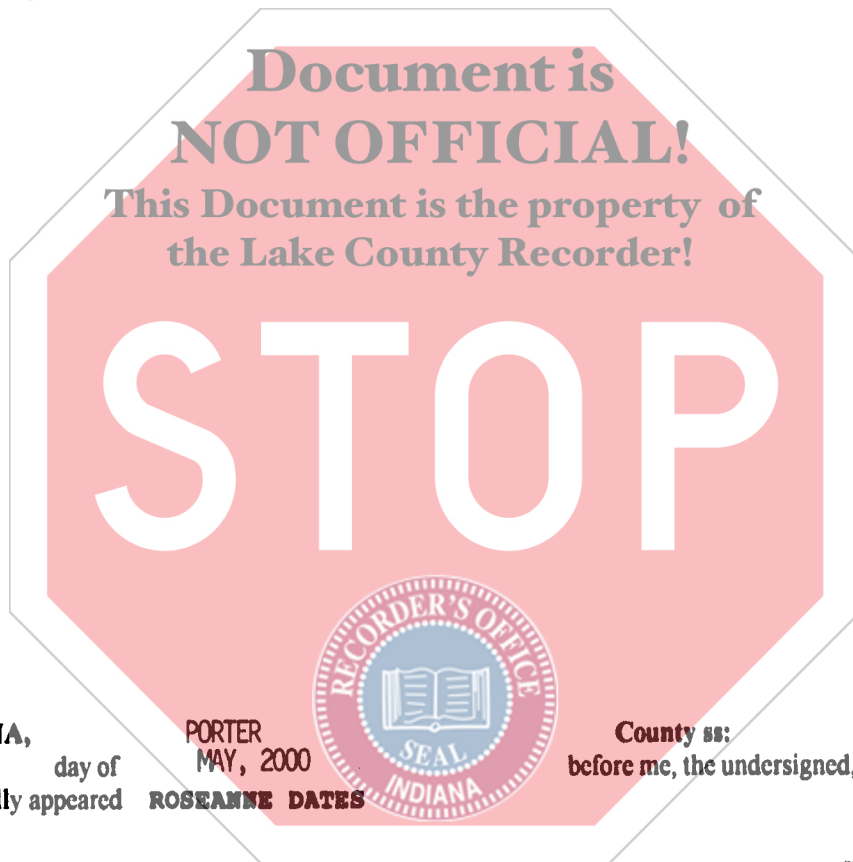 Document is
NOT OFFICIAL!
This Document is the property of
the Lake County Recorder!
STOP
RECORDER'S OFFICE
SEAL
INDIANA
PORTER County ss:
day of MAY, 2000 before me, the undersigned,
appeared ROSEANNE DATES